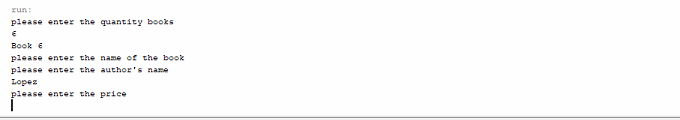 run:
please enter the quantity books
6
Book 6
please enter the name of the book
please enter the author's name
Lopez
please enter the price